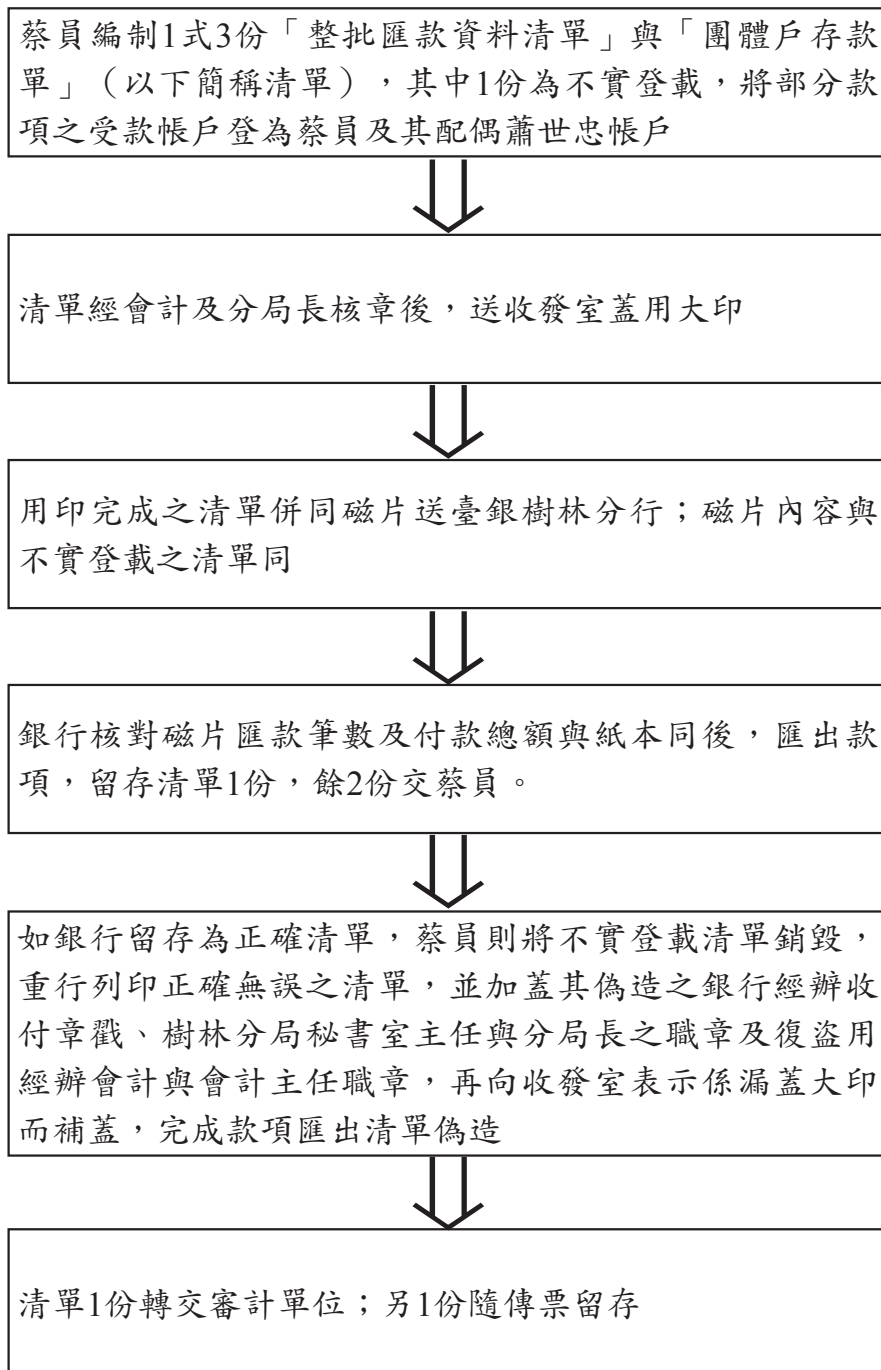 蔡員編制1式3份「整批匯款資料清單」與「團體戶存款
單」（以下簡稱清單），其中1份為不實登載，將部分款
項之受款帳戶登為蔡員及其配偶蕭世忠帳戶
清單經會計及分局長核章後，送收發室蓋用大印
用印完成之清單併同磁片送臺銀樹林分行；磁片內容與
不實登載之清單同
銀行核對磁片匯款筆數及付款總額與紙本同後，匯出款
項，留存清單1份，餘2份交蔡員。
如銀行留存為正確清單，蔡員則將不實登載清單銷毀，
重行列印正確無誤之清單，並加蓋其偽造之銀行經辦收
付章戳、樹林分局秘書室主任與分局長之職章及復盜用
經辦會計與會計主任職章，再向收發室表示係漏蓋大印
而補蓋，完成款項匯出清單偽造
清單1份轉交審計單位；另1份隨傳票留存